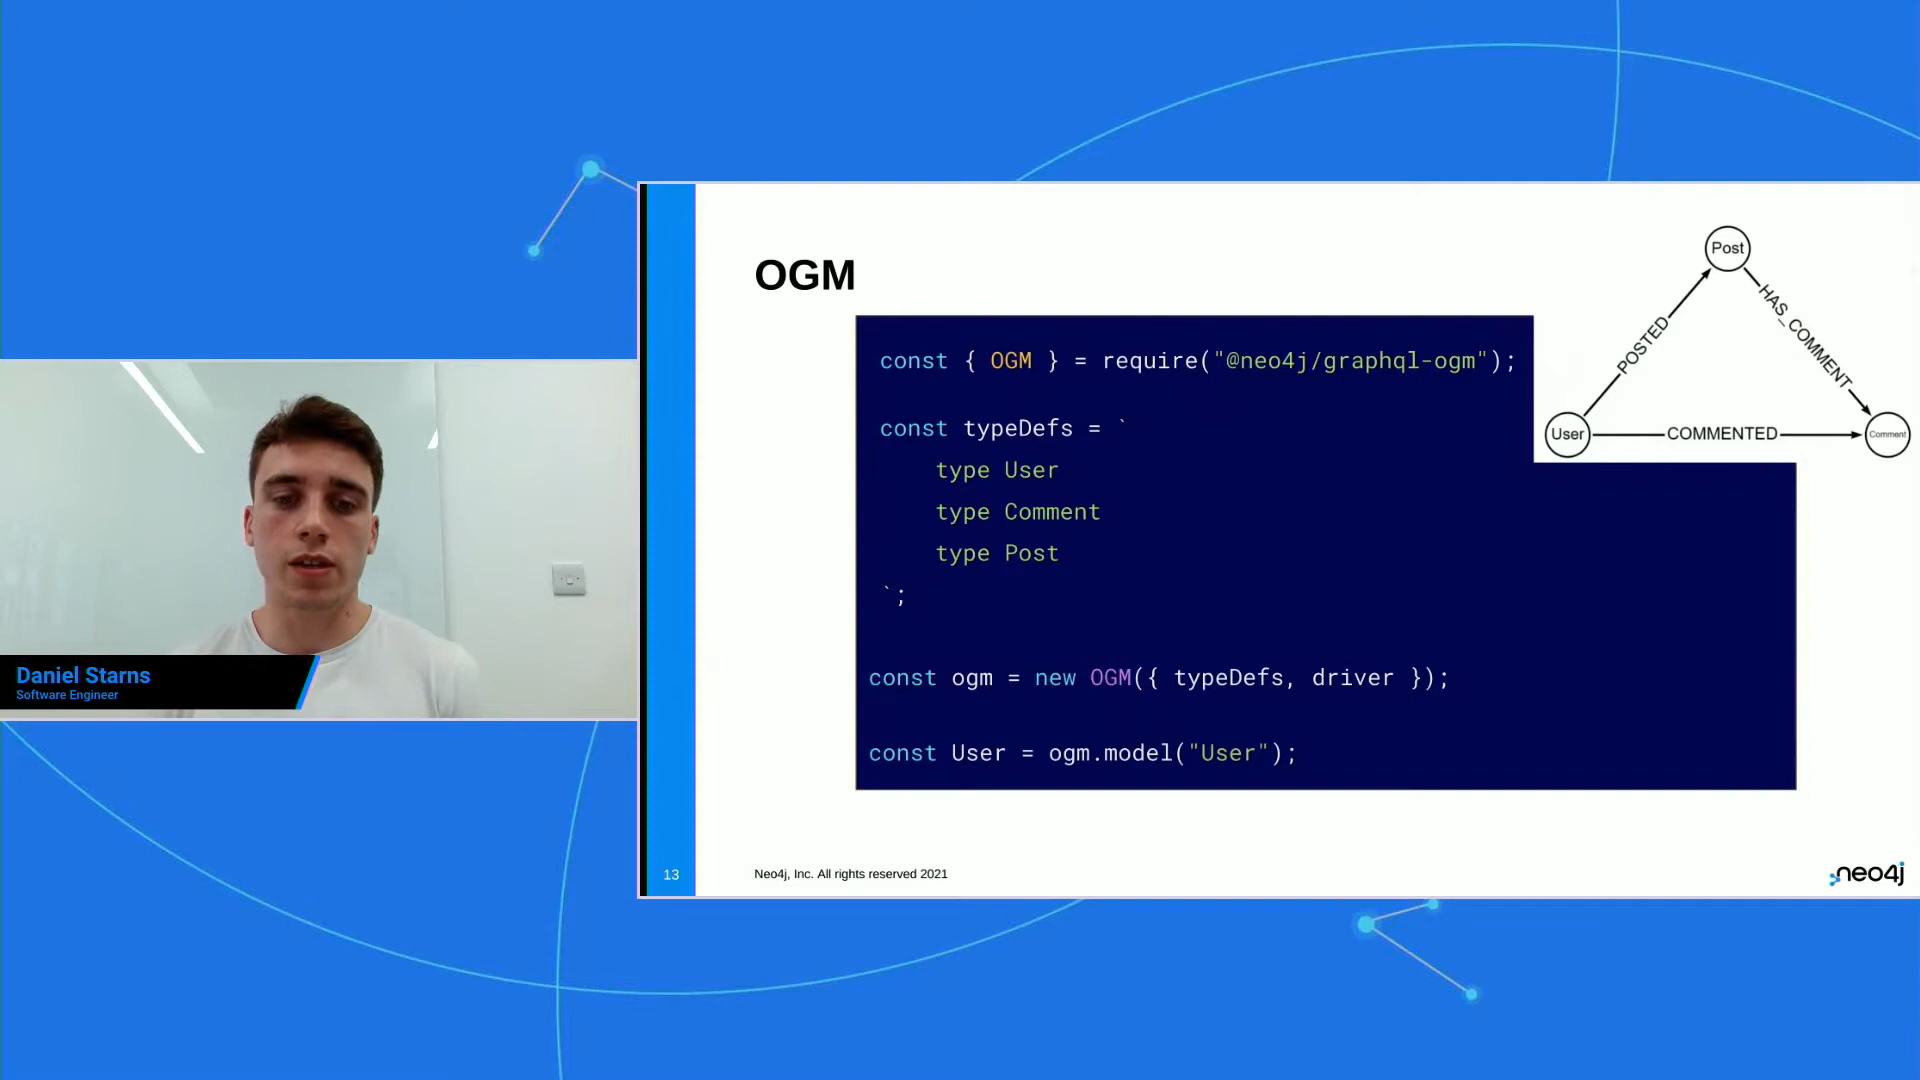 OGM
const { OGM } = require("@neo4j/graphql-ogm");
const typeDefs = `
type User
type Comment
type Post
`;
const ogm = new OGM({ typeDefs, driver });
const User = ogm.model("User");
Post
POSTED
HAS_COMMENT
User
COMMENTED
Comment
Daniel Starns
Software Engineer
13
Neo4j, Inc. All rights reserved 2021
neo4j